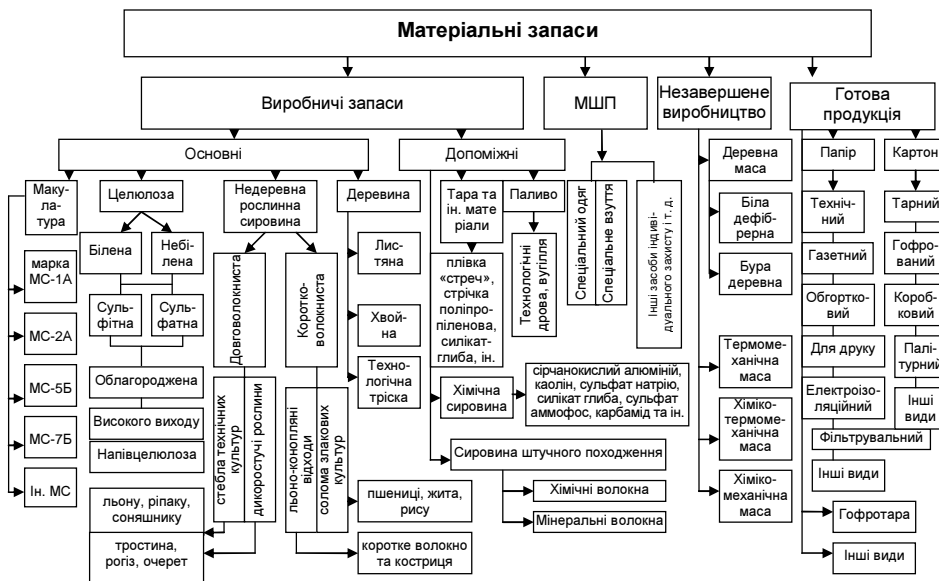 Матеріальні запаси
Виробничі запаси
МШП
Незавершене
виробництво
Готова
продукція
Основні
Допоміжні
Маку-
ла-
тура
Целюлоза
Недеревна
рослинна
сировина
Деревина
Тара та
ін. мате
ріали
Паливо
Спеціальний одяг
Спеціальне взуття
Інші засоби індиві-
дуального захисту і т. д.
Деревна
маса
Папір
Картон
марка
МС-1А
МС-2А
МС-5Б
МС-7Б
Ін. МС
Білена
Небі-
лена
Суль-
фітна
Суль-
фатна
Облагороджена
Високого виходу
Напівцелюлоза
Довговолокниста
Коротко-
волокниста
стебла технічних
культур
дикоростучі рослини
льоно-конопляні
відходи
солома злакових
культур
льону, ріпаку,
соняшнику
тростина,
рогіз, очерет
пшениці, жита,
рису
коротке волокно
та костриця
Лис-
тяна
Хвой-
на
Техно-
логічна
тріска
плівка
«стреч»,
стрічка
поліпро-
піленова,
силікат-
глиба, ін.
Технологічні
дрова, вугілля
Хімічна
сировина
сірчанокислий алюміній,
каолін, сульфат натрію,
силікат глиба, сульфат
аммофос, карбамід та ін.
Сировина штучного походження
Хімічні волокна
Мінеральні волокна
Біла
дефіб-
рерна
Бура
деревна
Термоме-
ханічна
маса
Хіміко-
термоме-
ханічна маса
Хіміко-
механічна
маса
Техніч-
ний
Газетний
Обгортко-
вий
Для друку
Електроізо-
ляційний
Фільтрувальний
Інші види
Тарний
Гофро-
ваний
Короб-
ковий
Палі-
турний
Інші
види
Гофротара
Інші види